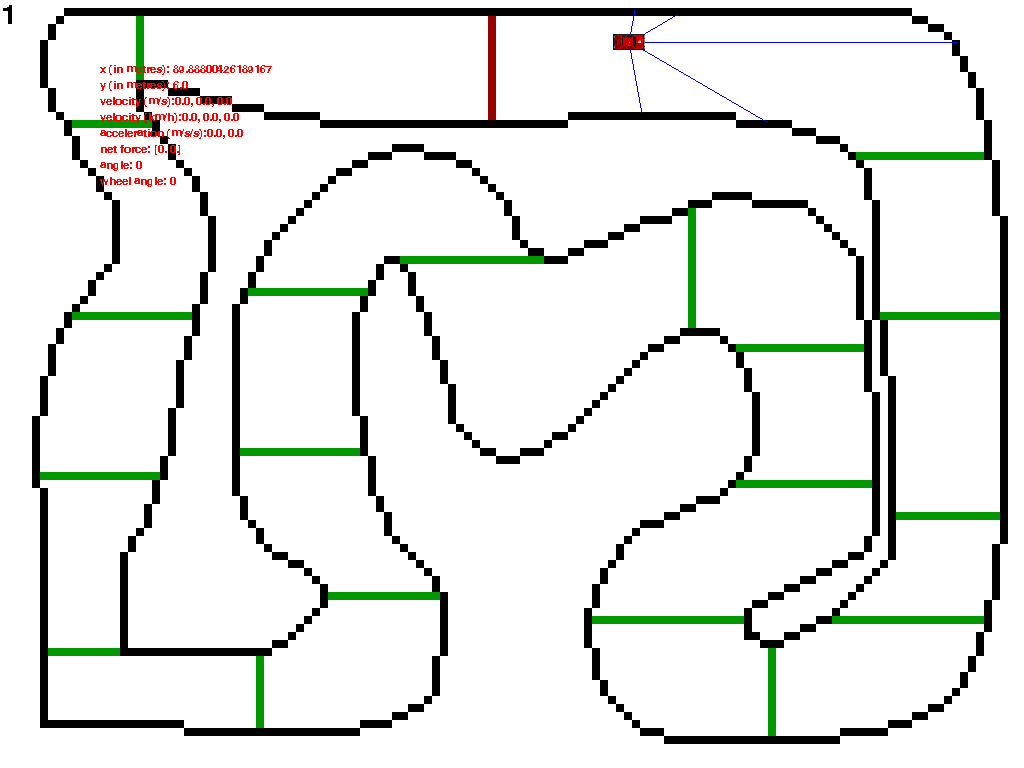 1
x (in metres): 89.88800426189167
y (in metres): 6.0
velocity (m/s):0.0, 0.0, 0.0
velocity (km/h):0.0, 0.0, 0.0
acceleration (m/s/s):0.0, 0.0
net force: [0.0.]
angle: 0
wheel angle: 0